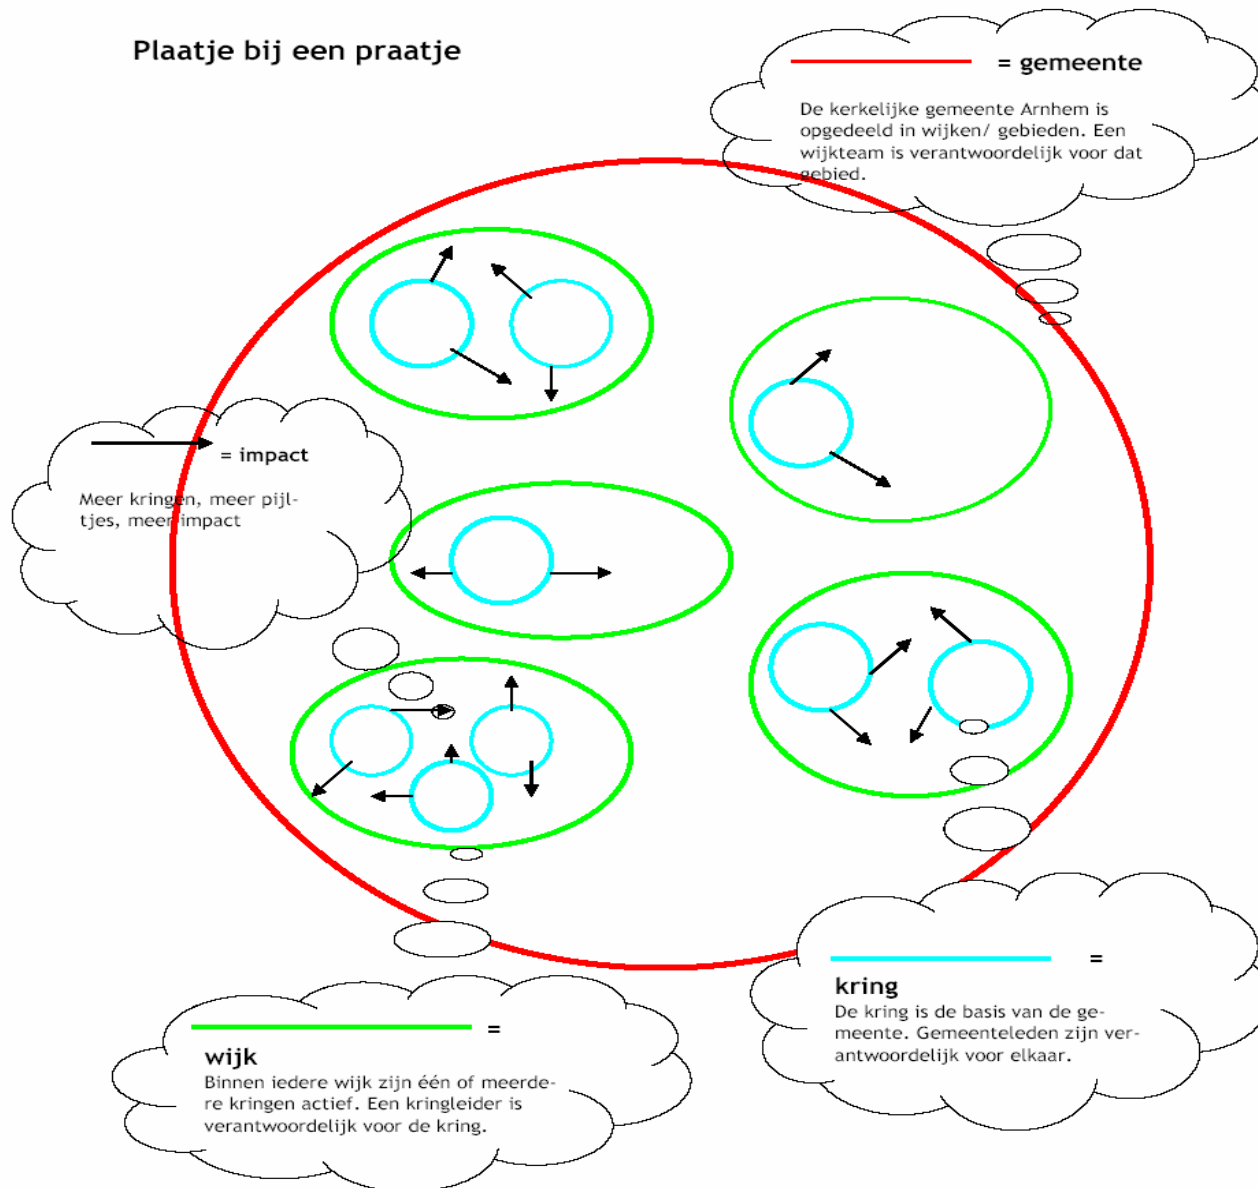 Plaatje bij een praatje
= gemeente
De kerkelijke gemeente Arnhem is
opgedeeld in wijken/ gebieden. Een
wijkteam is verantwoordelijk voor dat
gebied.
= impact
Meer kringen, meer pijl-
tjes, meer impact
=
kring
De kring is de basis van de ge-
meente. Gemeenteleden zijn ver-
antwoordelijk voor elkaar.
=
wijk
Binnen iedere wijk zijn één of meerde-
re kringen actief. Een kringleider is
verantwoordelijk voor de kring.